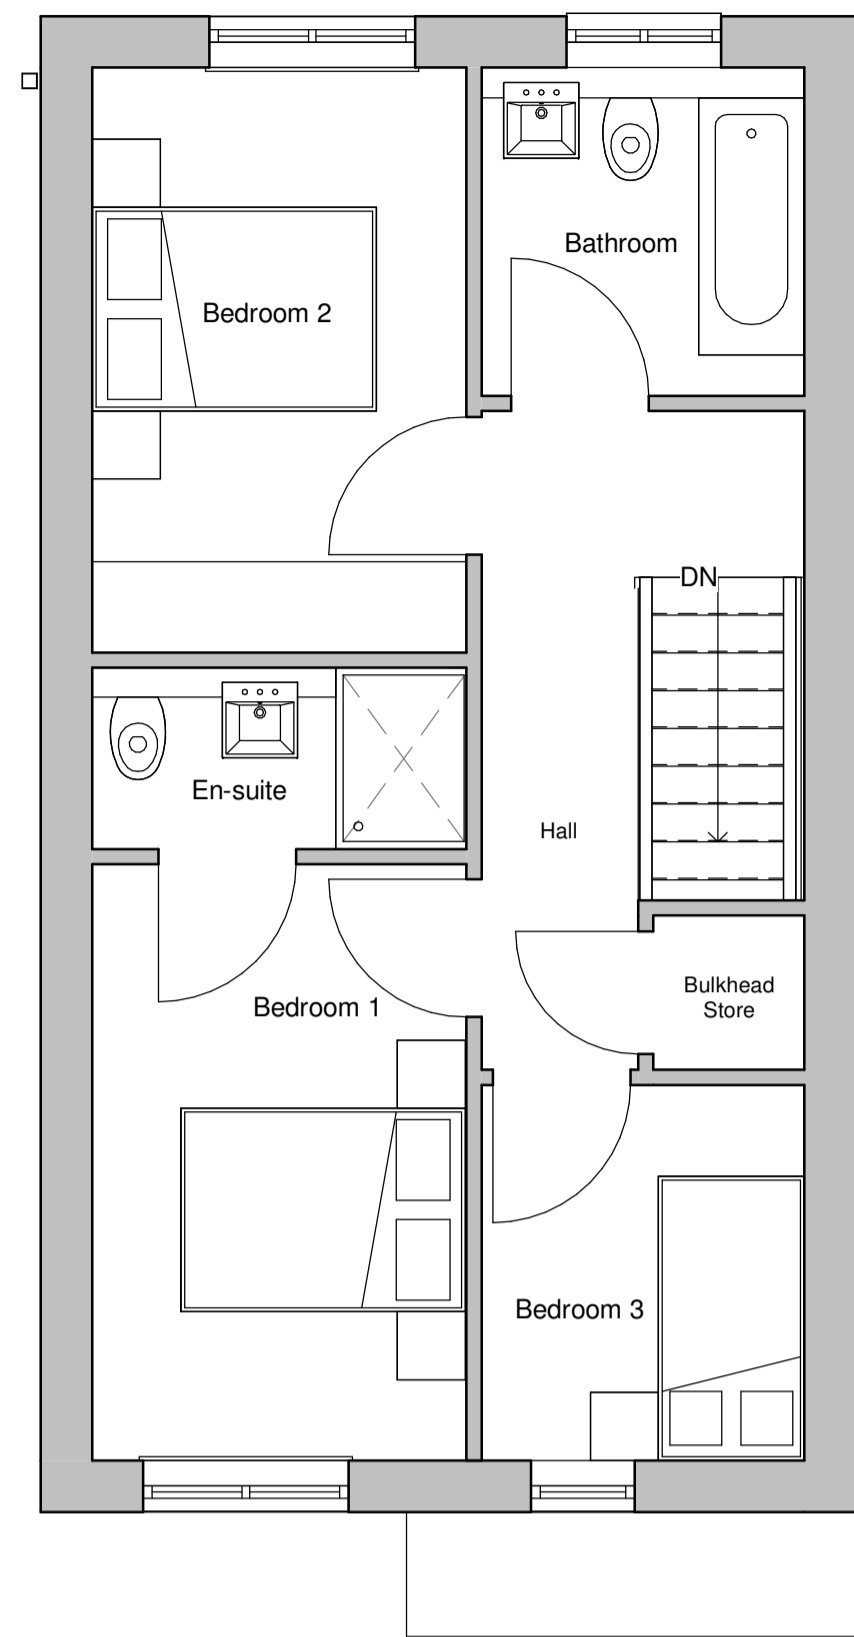 Bathroom
Bedroom 2
DN
En-suite
Hall
Bulkhead
Store
Bedroom 1
Bedroom 3